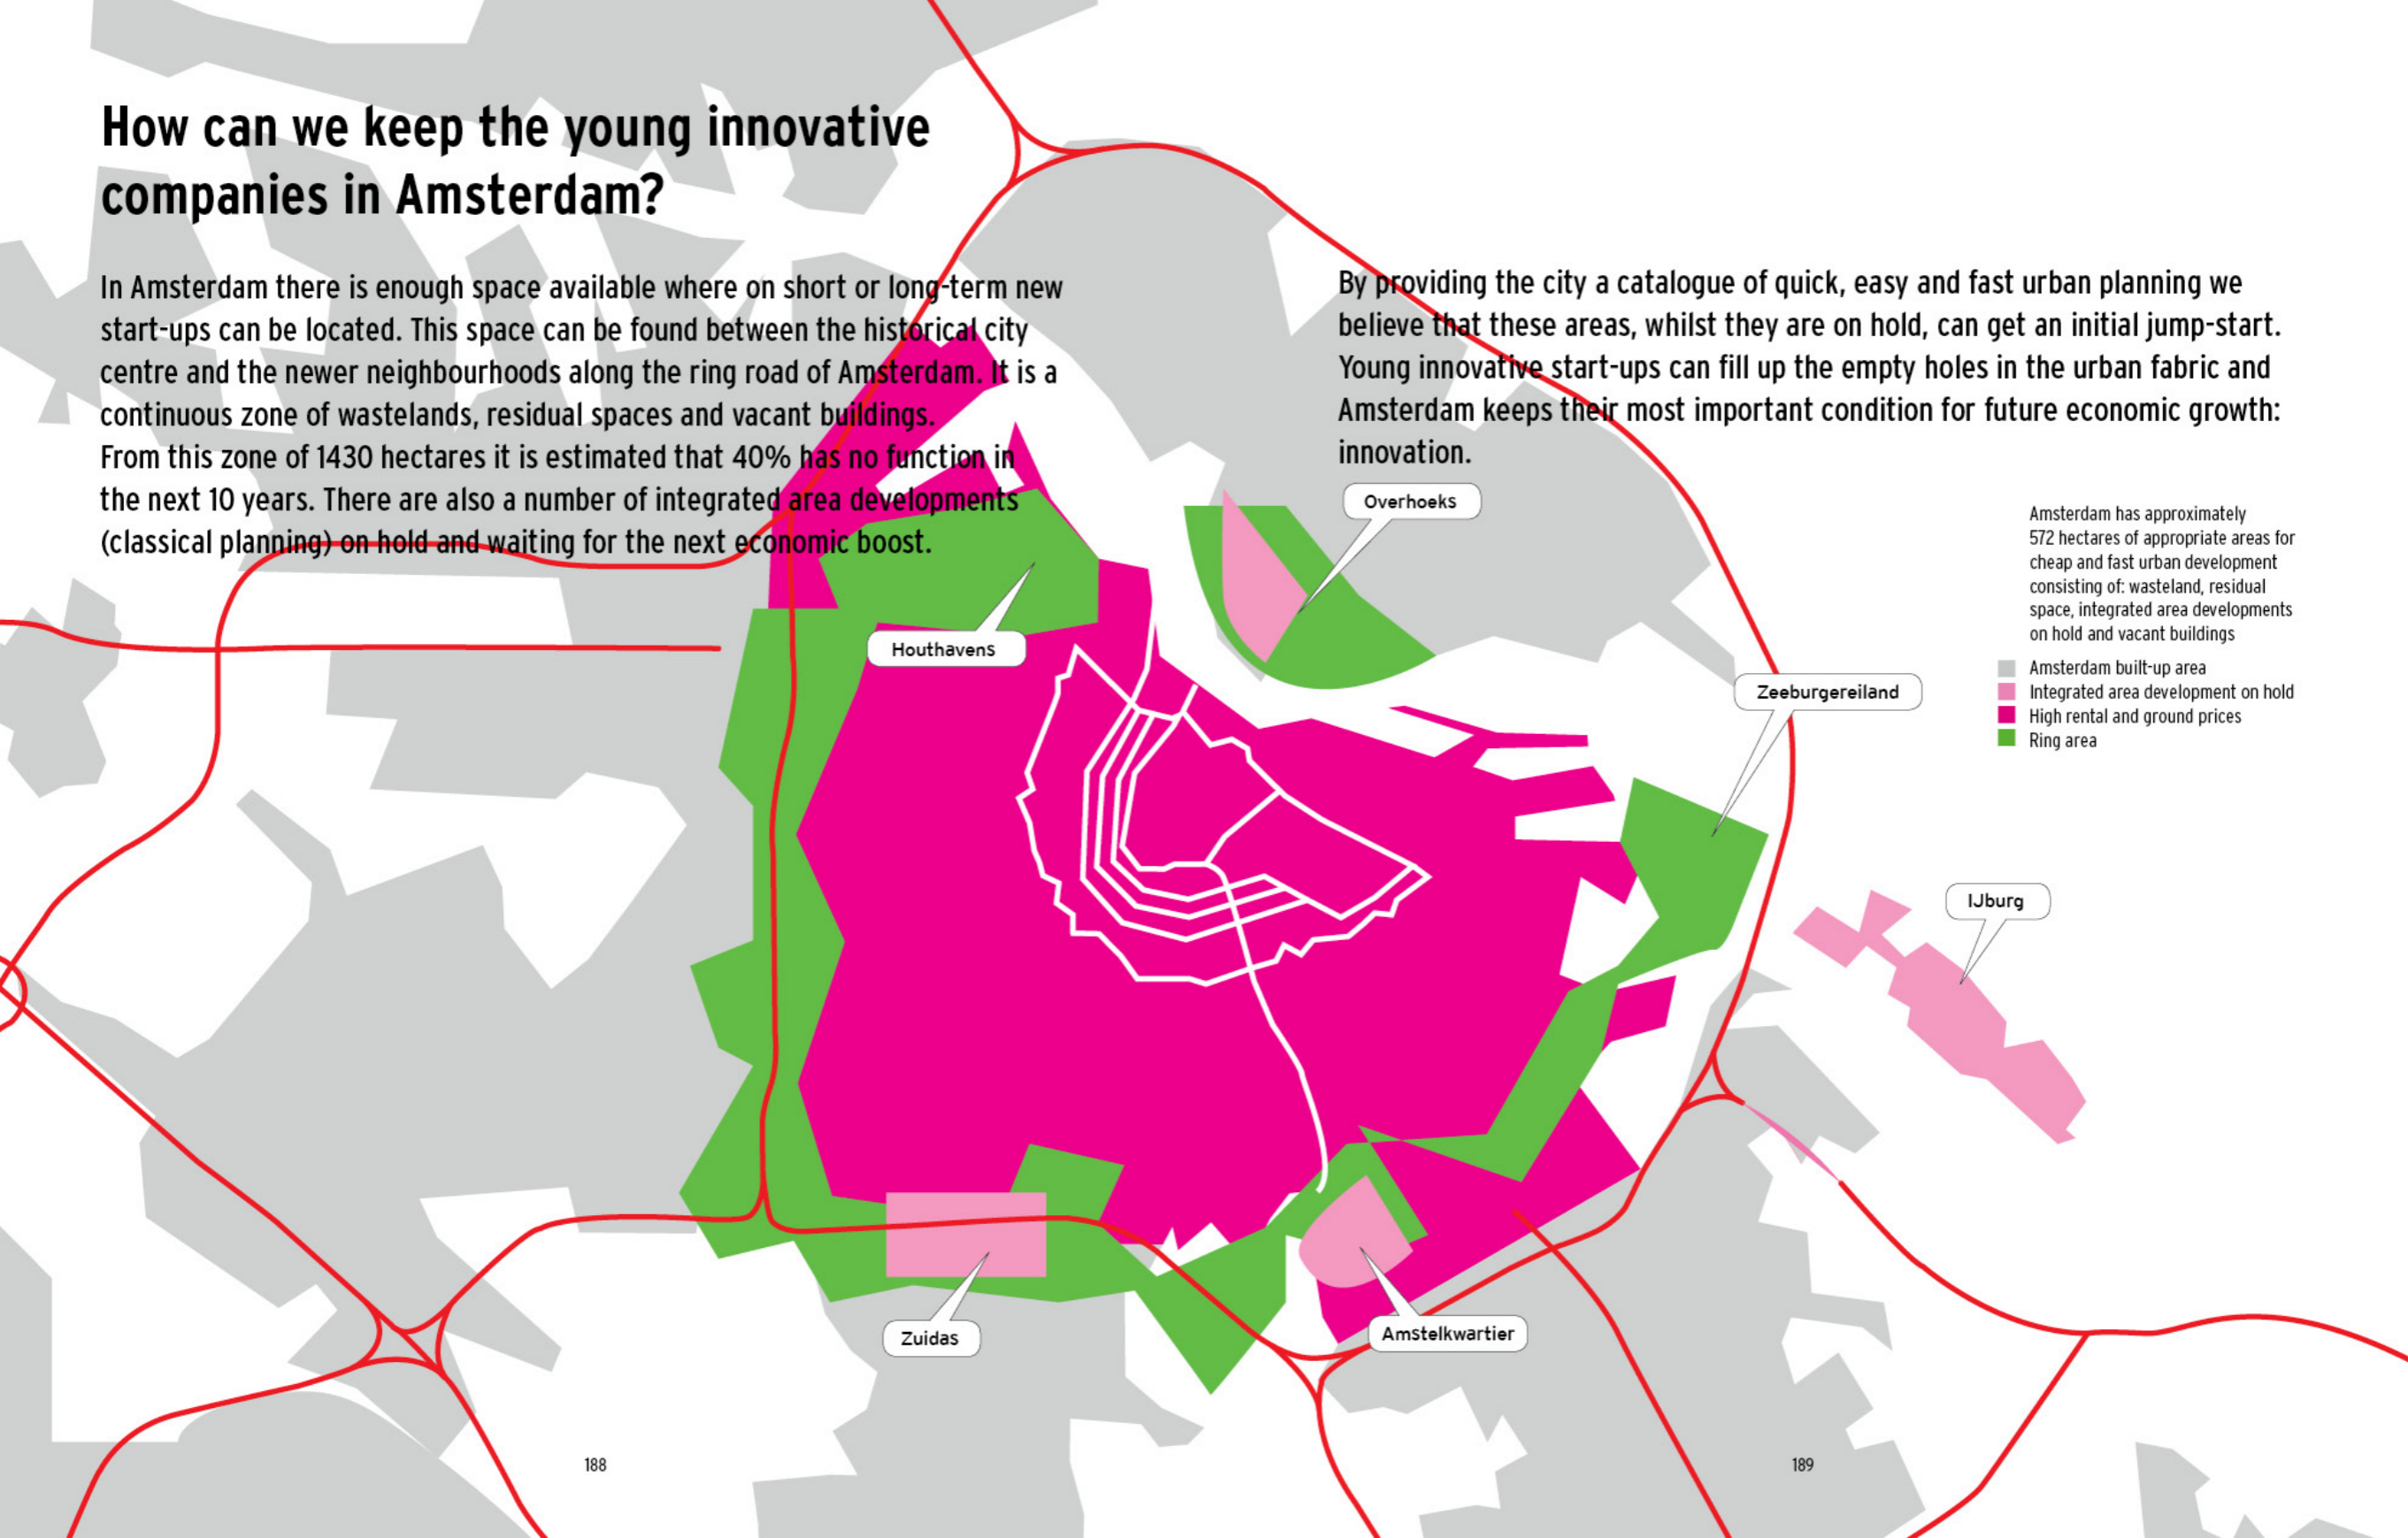 How can we keep the young innovative
companies in Amsterdam?
In Amsterdam there is enough space available where on short or long-term new
start-ups can be located. This space can be found between the historical city
centre and the newer neighbourhoods along the ring road of Amsterdam. It is a
continuous zone of wastelands, residual spaces and vacant buildings.
From this zone of 1430 hectares it is estimated that 40% has no function in
the next 10 years. There are also a number of integrated area developments
(classical planning) on hold and waiting for the next economic boost.
By providing the city a catalogue of quick, easy and fast urban planning we
believe that these areas, whilst they are on hold, can get an initial jump-start.
Young innovative start-ups can fill up the empty holes in the urban fabric and
Amsterdam keeps their most important condition for future economic growth:
innovation.
Overhoeks
Amsterdam has approximately
572 hectares of appropriate areas for
cheap and fast urban development
consisting of: wasteland, residual
space, integrated area developments
on hold and vacant buildings
Amsterdam built-up area
Integrated area development on hold
High rental and ground prices
Ring area
Houthavens
Zeeburgereiland
IJburg
Zuidas
Amstelkwartier
188
189